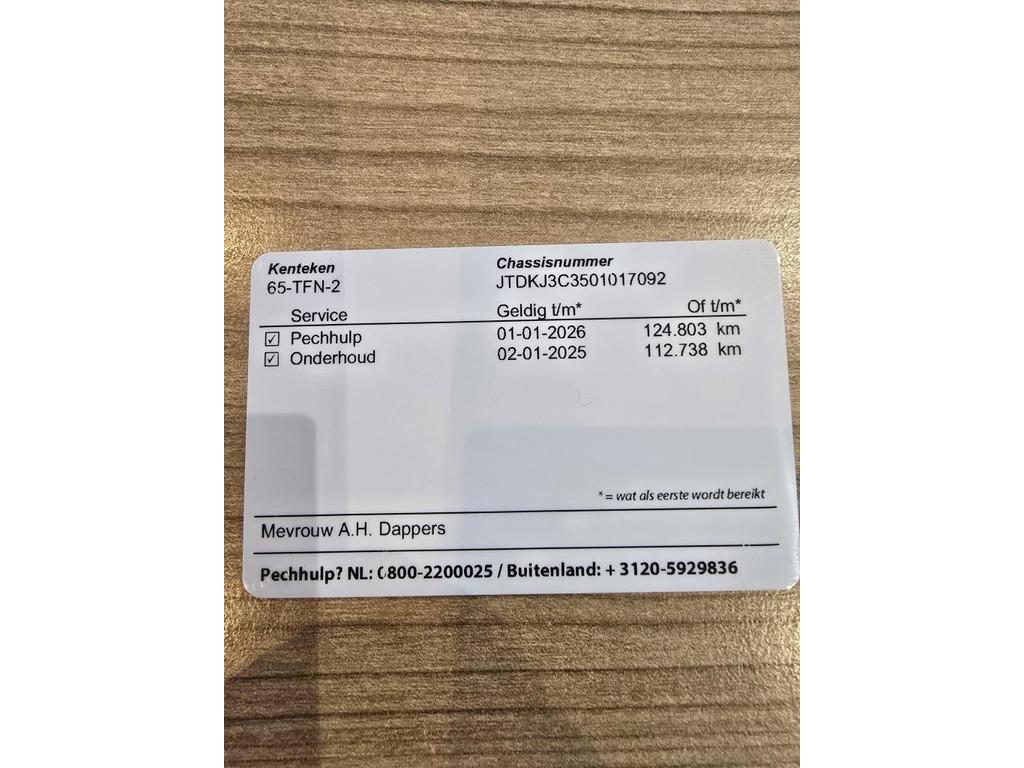 Kenteken Chassisnummer
65-TFN-2 JTDKJ3C3501017092
Service Geldig t/m* Of t/m*
☑ Pechhulp 01-01-2026 124.803 km
☑ Onderhoud 02-01-2025 112.738 km
* = wat als eerste wordt bereikt
Mevrouw A.H. Dappers
Pechhulp? NL: 0800-2200025 / Buitenland: + 3120-5929836